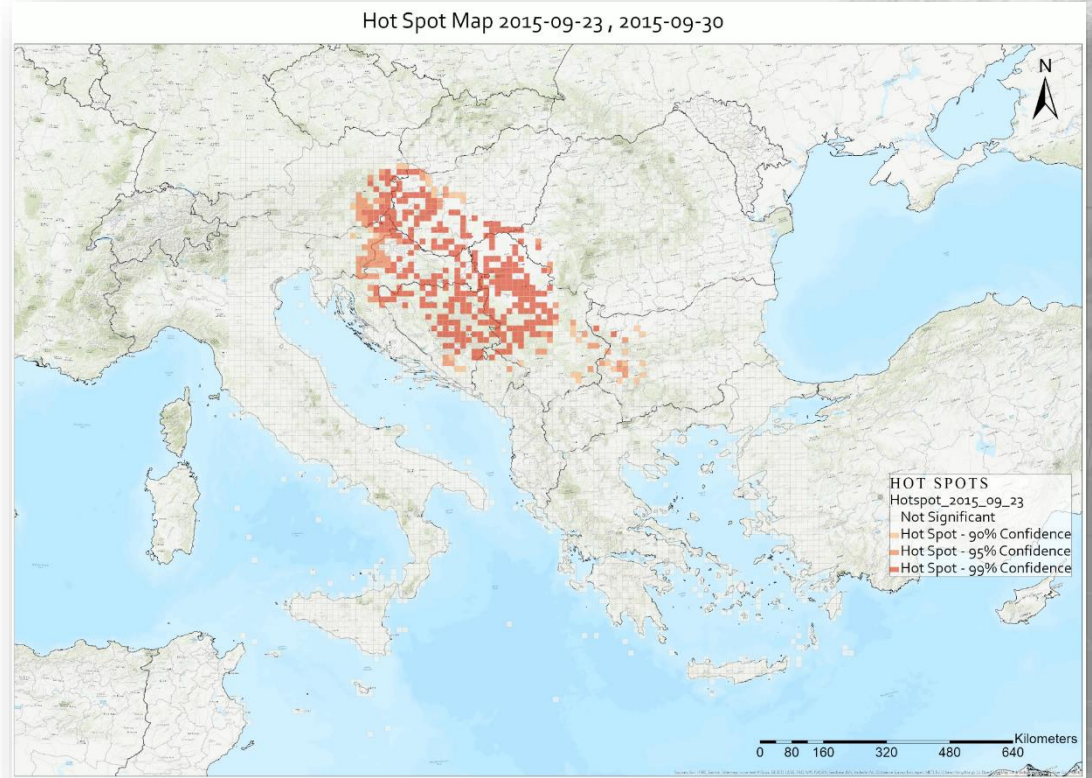 Hot Spot Map 2015-09-23 , 2015-09-30
N
HOT SPOTS
Hotspot_2015_09_23
Not Significant
Hot Spot - 90% Confidence
Hot Spot - 95% Confidence
Hot Spot - 99% Confidence
Kilometers
0 80 160 320 480 640